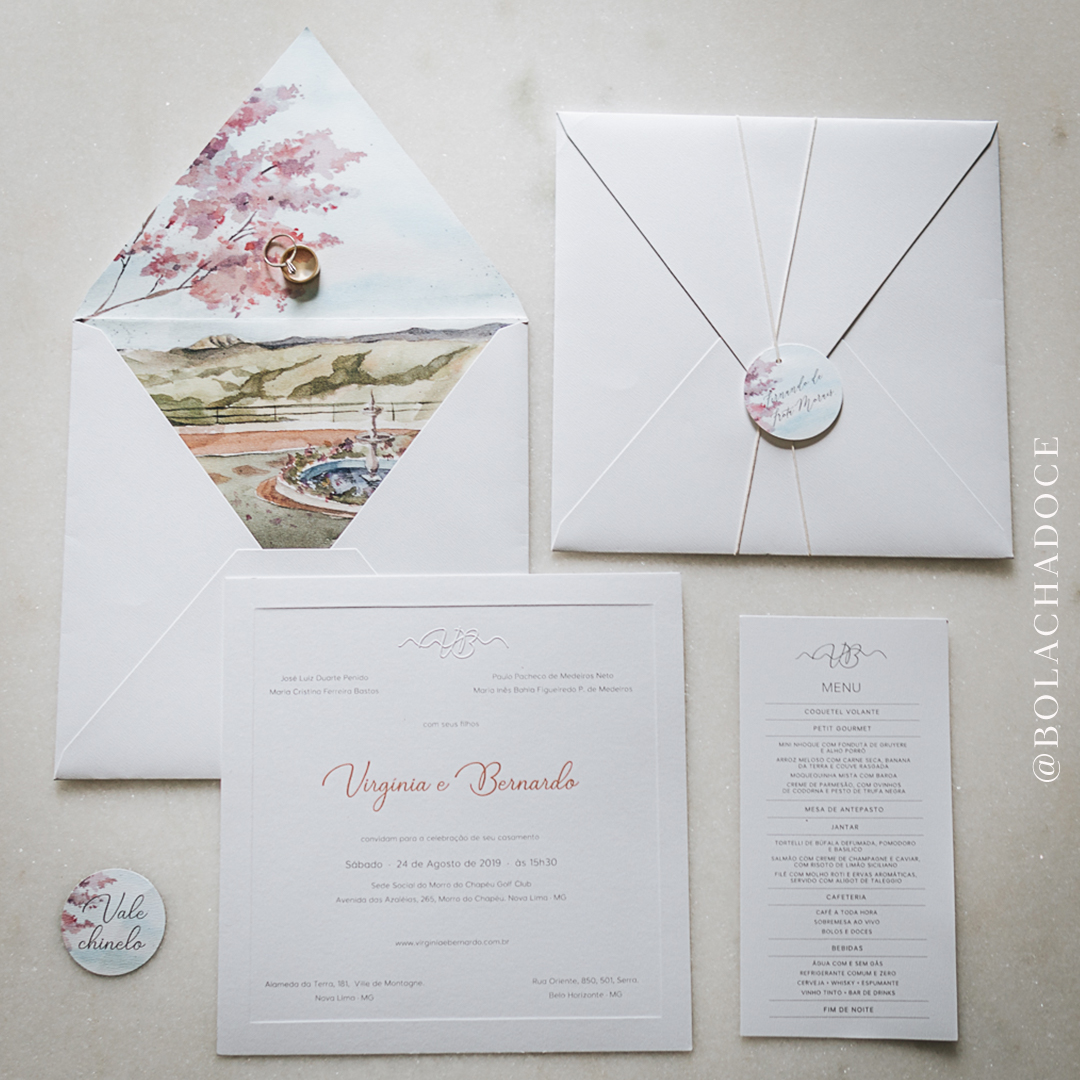 VB
José Luiz Duarte Penido
Maria Cristina Ferreira Bastos
Paulo Pacheco de Medeiros Neto
Maria Inês Bahia Figueiredo P. de Medeiros
com seus filhos
Virgínia e Bernardo
convidam para a celebração de seu casamento
Sábado · 24 de Agosto de 2019 · às 15h30
Sede Social do Morro do Chapéu Golf Club
Avenida das Azaléias, 265, Morro do Chapéu, Nova Lima · MG
www.virginiaebernardo.com.br
Alameda da Terra, 181, Ville de Montagne,
Nova Lima · MG
Rua Oriente, 850, 501, Serra,
Belo Horizonte · MG
de
Moraes
Vale
chinelo
VB
MENU
COQUETEL VOLANTE
PETIT GOURMET
MINI NHOQUE COM FONDUTA DE GRUYERE
E ALHO PORRÓ
ARROZ MELOSO COM CARNE SECA, BANANA
DA TERRA E COUVE RASGADA
MOQUEQUINHA MISTA COM BAROA
CREME DE PARMESÃO, COM OVINHOS
DE CODORNA E PESTO DE TRUFA NEGRA
MESA DE ANTEPASTO
JANTAR
TORTELLI DE BÚFALA DEFUMADA, POMODORO
E BASILICO
SALMÃO COM CREME DE CHAMPAGNE E CAVIAR,
COM RISOTO DE LIMÃO SICILIANO
FILÉ COM MOLHO ROTI E ERVAS AROMÁTICAS,
SERVIDO COM ALIGOT DE TALEGGIO
CAFETERIA
CAFÉ A TODA HORA
SOBREMESA AO VIVO
BOLOS E DOCES
BEBIDAS
ÁGUA COM E SEM GÁS
REFRIGERANTE COMUM E ZERO
CERVEJA • WHISKY • ESPUMANTE
VINHO TINTO • BAR DE DRINKS
FIM DE NOITE
@BOLACHADOCE